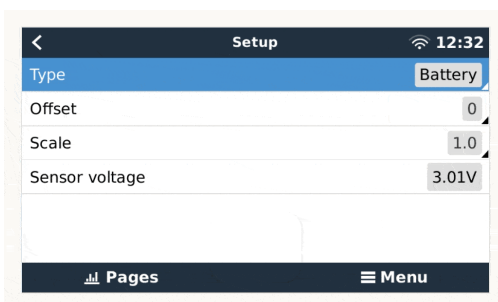 Setup 12:32
Type Battery
Offset 0
Scale 1.0
Sensor voltage 3.01V
Pages Menu